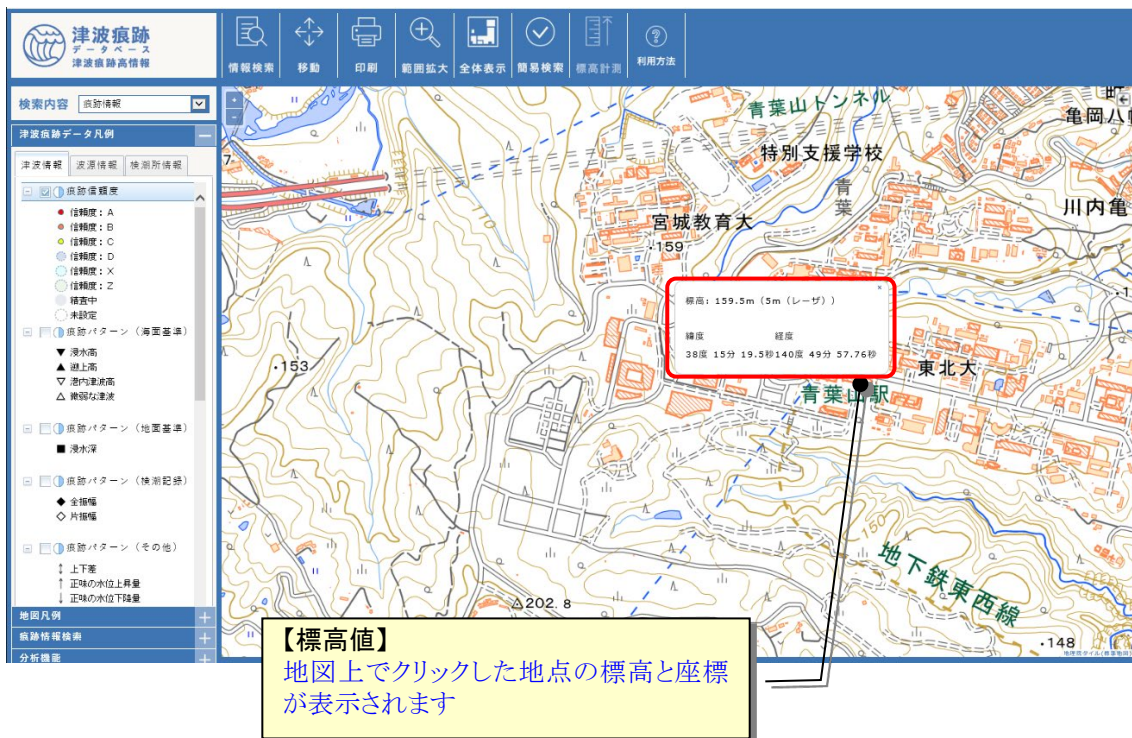 津波痕跡
データベース
津波痕跡高情報
情報検索
移動
印刷
範囲拡大
全体表示
簡易検索
標高計測
利用方法
検索内容
痕跡情報
津波痕跡データ凡例
津波情報
波源情報
検潮所情報
痕跡信頼度
信頼度：A
信頼度：B
信頼度：C
信頼度：D
信頼度：X
信頼度：Z
精査中
未設定
痕跡パターン（海面基準）
浸水高
遡上高
港内津波高
微弱な津波
痕跡パターン（地面基準）
浸水深
痕跡パターン（検潮記録）
全振幅
片振幅
痕跡パターン（その他）
上下差
正味の水位上昇量
正味の水位下降量
地図凡例
痕跡情報検索
分析機能
青葉山トンネル
亀岡八
特別支援学校
青葉
川内亀
宮城教育大
・159
標高: 159.5m（5m（レーザ））
緯度 経度
38度 15分 19.5秒140度 49分 57.76秒
・153
東北大
青葉山駅
150
地下鉄東西線
△202.8
・148
【標高値】
地図上でクリックした地点の標高と座標
が表示されます